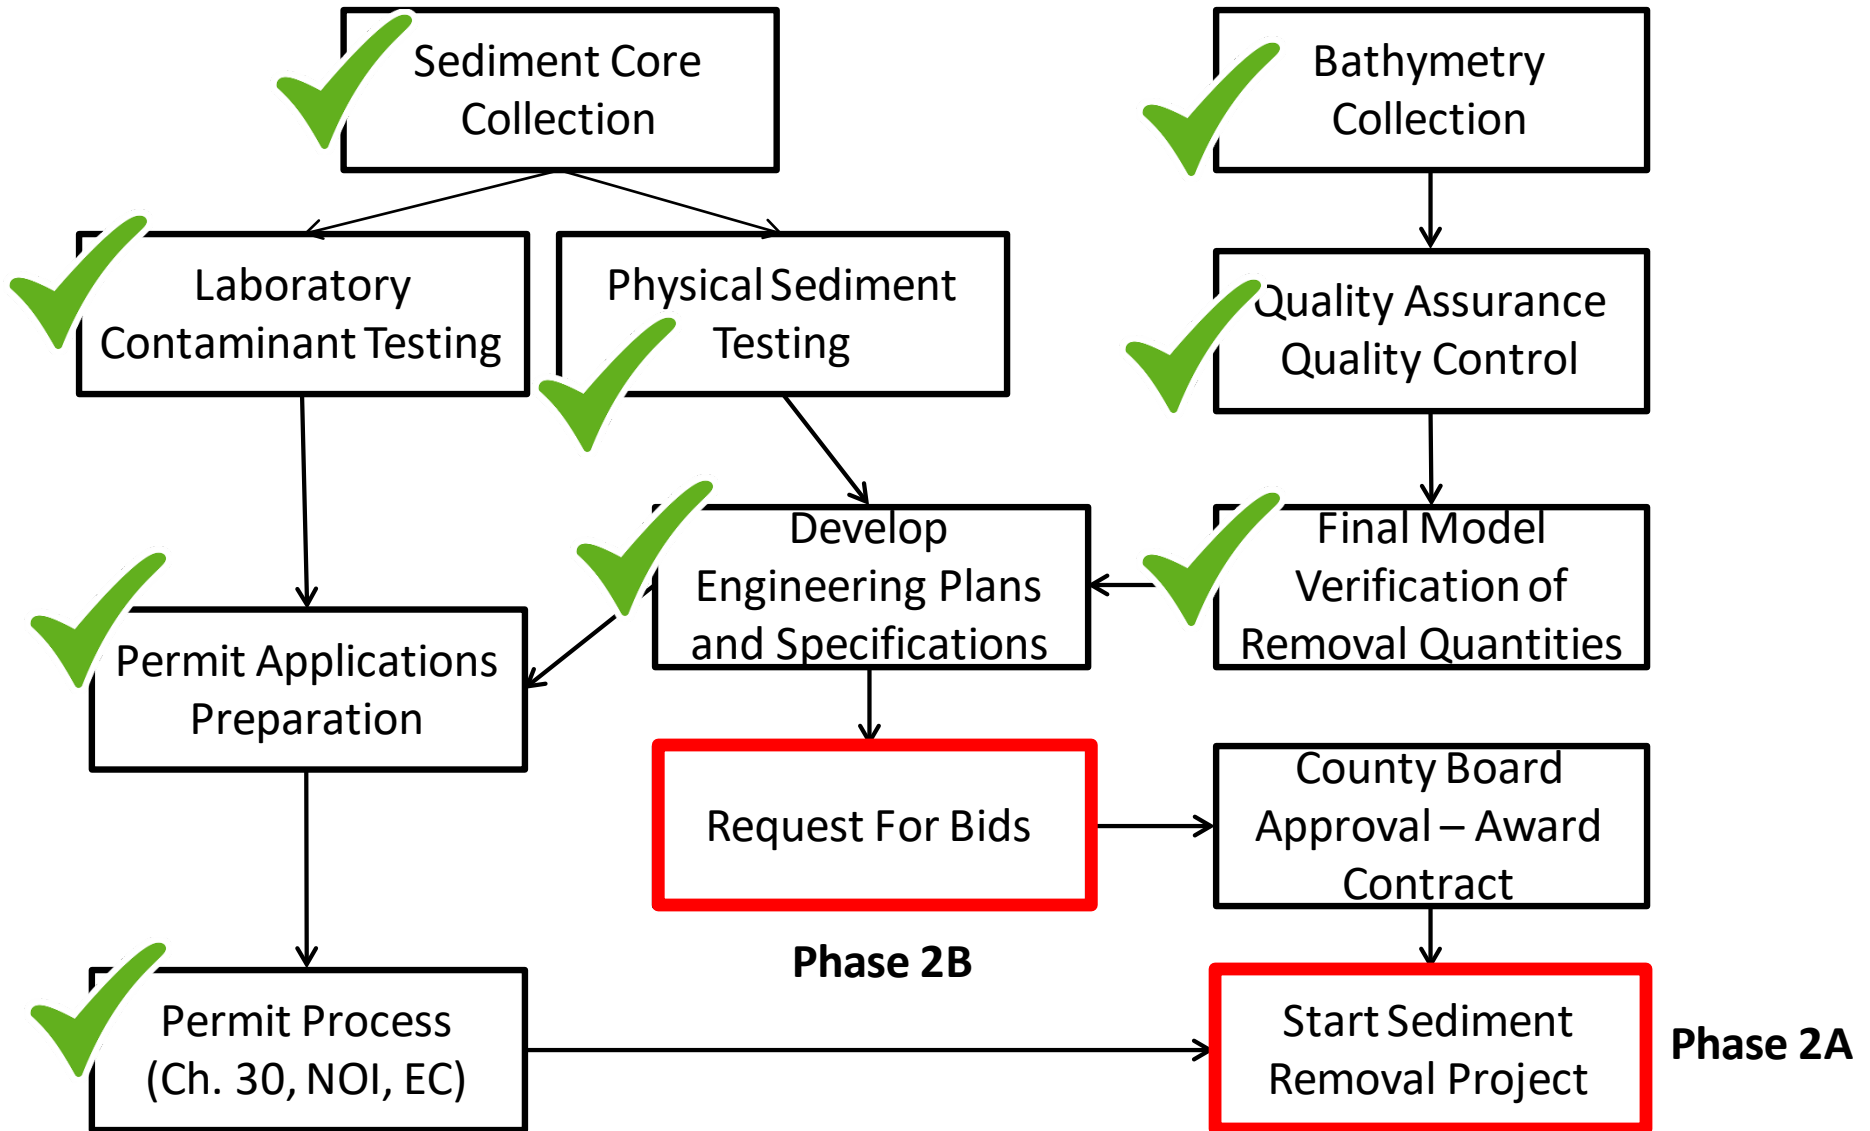 Sediment Core
Collection
Bathymetry
Collection
Laboratory
Contaminant Testing
Physical Sediment
Testing
Quality Assurance
Quality Control
Develop
Engineering Plans
and Specifications
Final Model
Verification of
Removal Quantities
Permit Applications
Preparation
Request For Bids
County Board
Approval – Award
Contract
Phase 2B
Permit Process
(Ch. 30, NOI, EC)
Start Sediment
Removal Project
Phase 2A